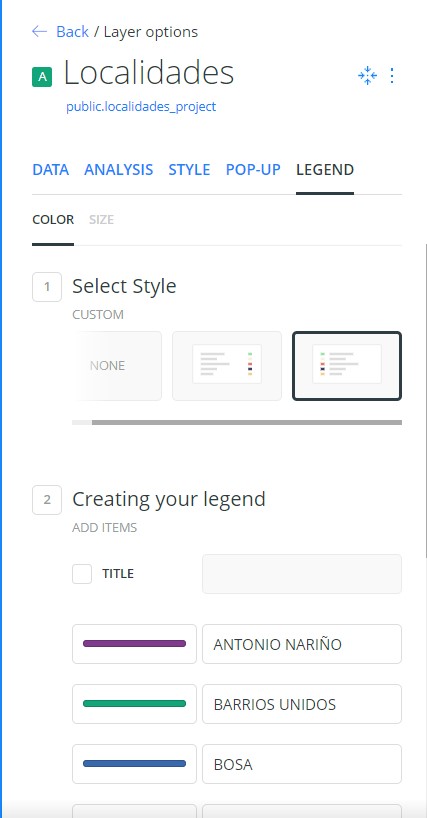 ← Back / Layer options
A Localidades
public.localidades_project
DATA ANALYSIS STYLE POP-UP LEGEND
COLOR SIZE
1 Select Style
CUSTOM
NONE
2 Creating your legend
ADD ITEMS
TITLE
ANTONIO NARIÑO
BARRIOS UNIDOS
BOSA